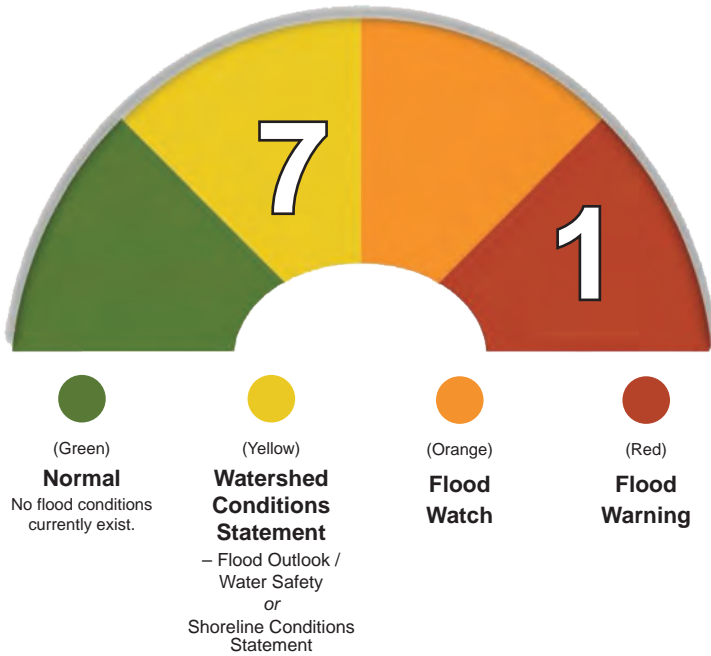 7
1
(Green)
Normal
No flood conditions
currently exist.
(Yellow)
Watershed
Conditions
Statement
– Flood Outlook /
Water Safety
or
Shoreline Conditions
Statement
(Orange)
Flood
Watch
(Red)
Flood
Warning